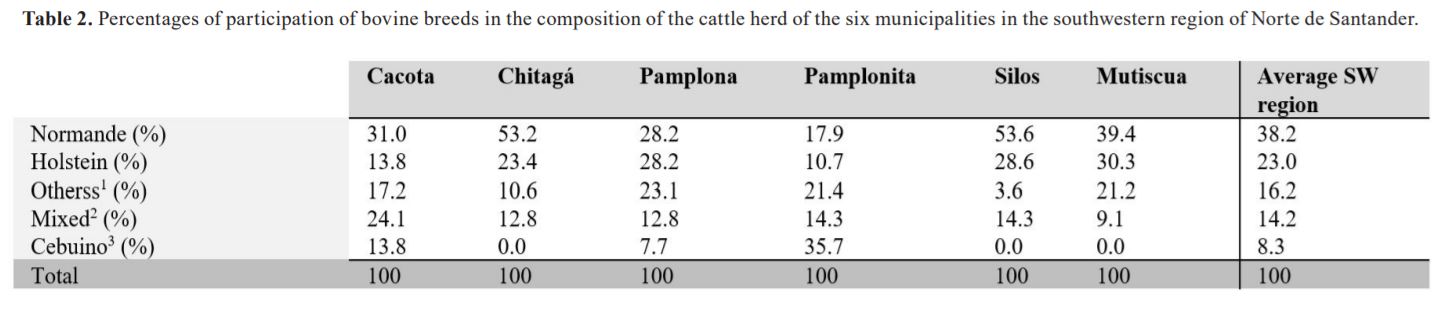 Table 2. Percentages of participation of bovine breeds in the composition of the cattle herd of the six municipalities in the southwestern region of Norte de Santander.
Cacota Chitagá Pamplona Pamplonita Silos Mutiscua Average SW
region
Normande (%) 31.0 53.2 28.2 17.9 53.6 39.4 38.2
Holstein (%) 13.8 23.4 28.2 10.7 28.6 30.3 23.0
Otherss¹ (%) 17.2 10.6 23.1 21.4 3.6 21.2 16.2
Mixed² (%) 24.1 12.8 12.8 14.3 14.3 9.1 14.2
Cebuino³ (%) 13.8 0.0 7.7 35.7 0.0 0.0 8.3
Total 100 100 100 100 100 100 100